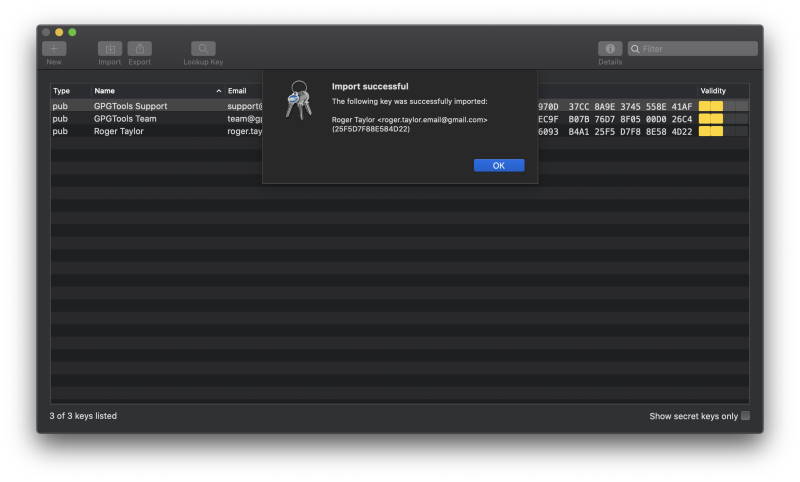 New Import Export Lookup Key Details Filter
Type Name Email Validity
Import successful
The following key was successfully imported:
Roger Taylor <roger.taylor.email@gmail.com>
(25F5D7F88E584D22)
OK
pub GPGTools Support support@ 970D 37CC 8A9E 3745 558E 41AF
pub GPGTools Team team@gp EC9F B07B 76D7 8F05 00D0 26C4
pub Roger Taylor roger.tay 6093 B4A1 25F5 D7F8 8E58 4D22
3 of 3 keys listed Show secret keys only